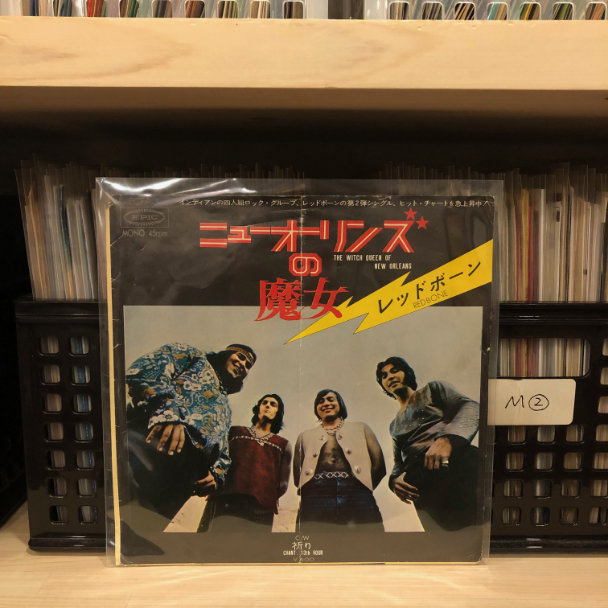 インディアンの四人組ロック・グループ、レッドボーンの第2弾シングル、ヒット・チャートを急上昇中！
EPIC
MONO 45rpm
ニューオーリンズ
THE WITCH QUEEN OF
NEW ORLEANS
の
魔女
レッドボーン
REDBONE
M②
C/W
祈り
CHANT: 13th HOUR